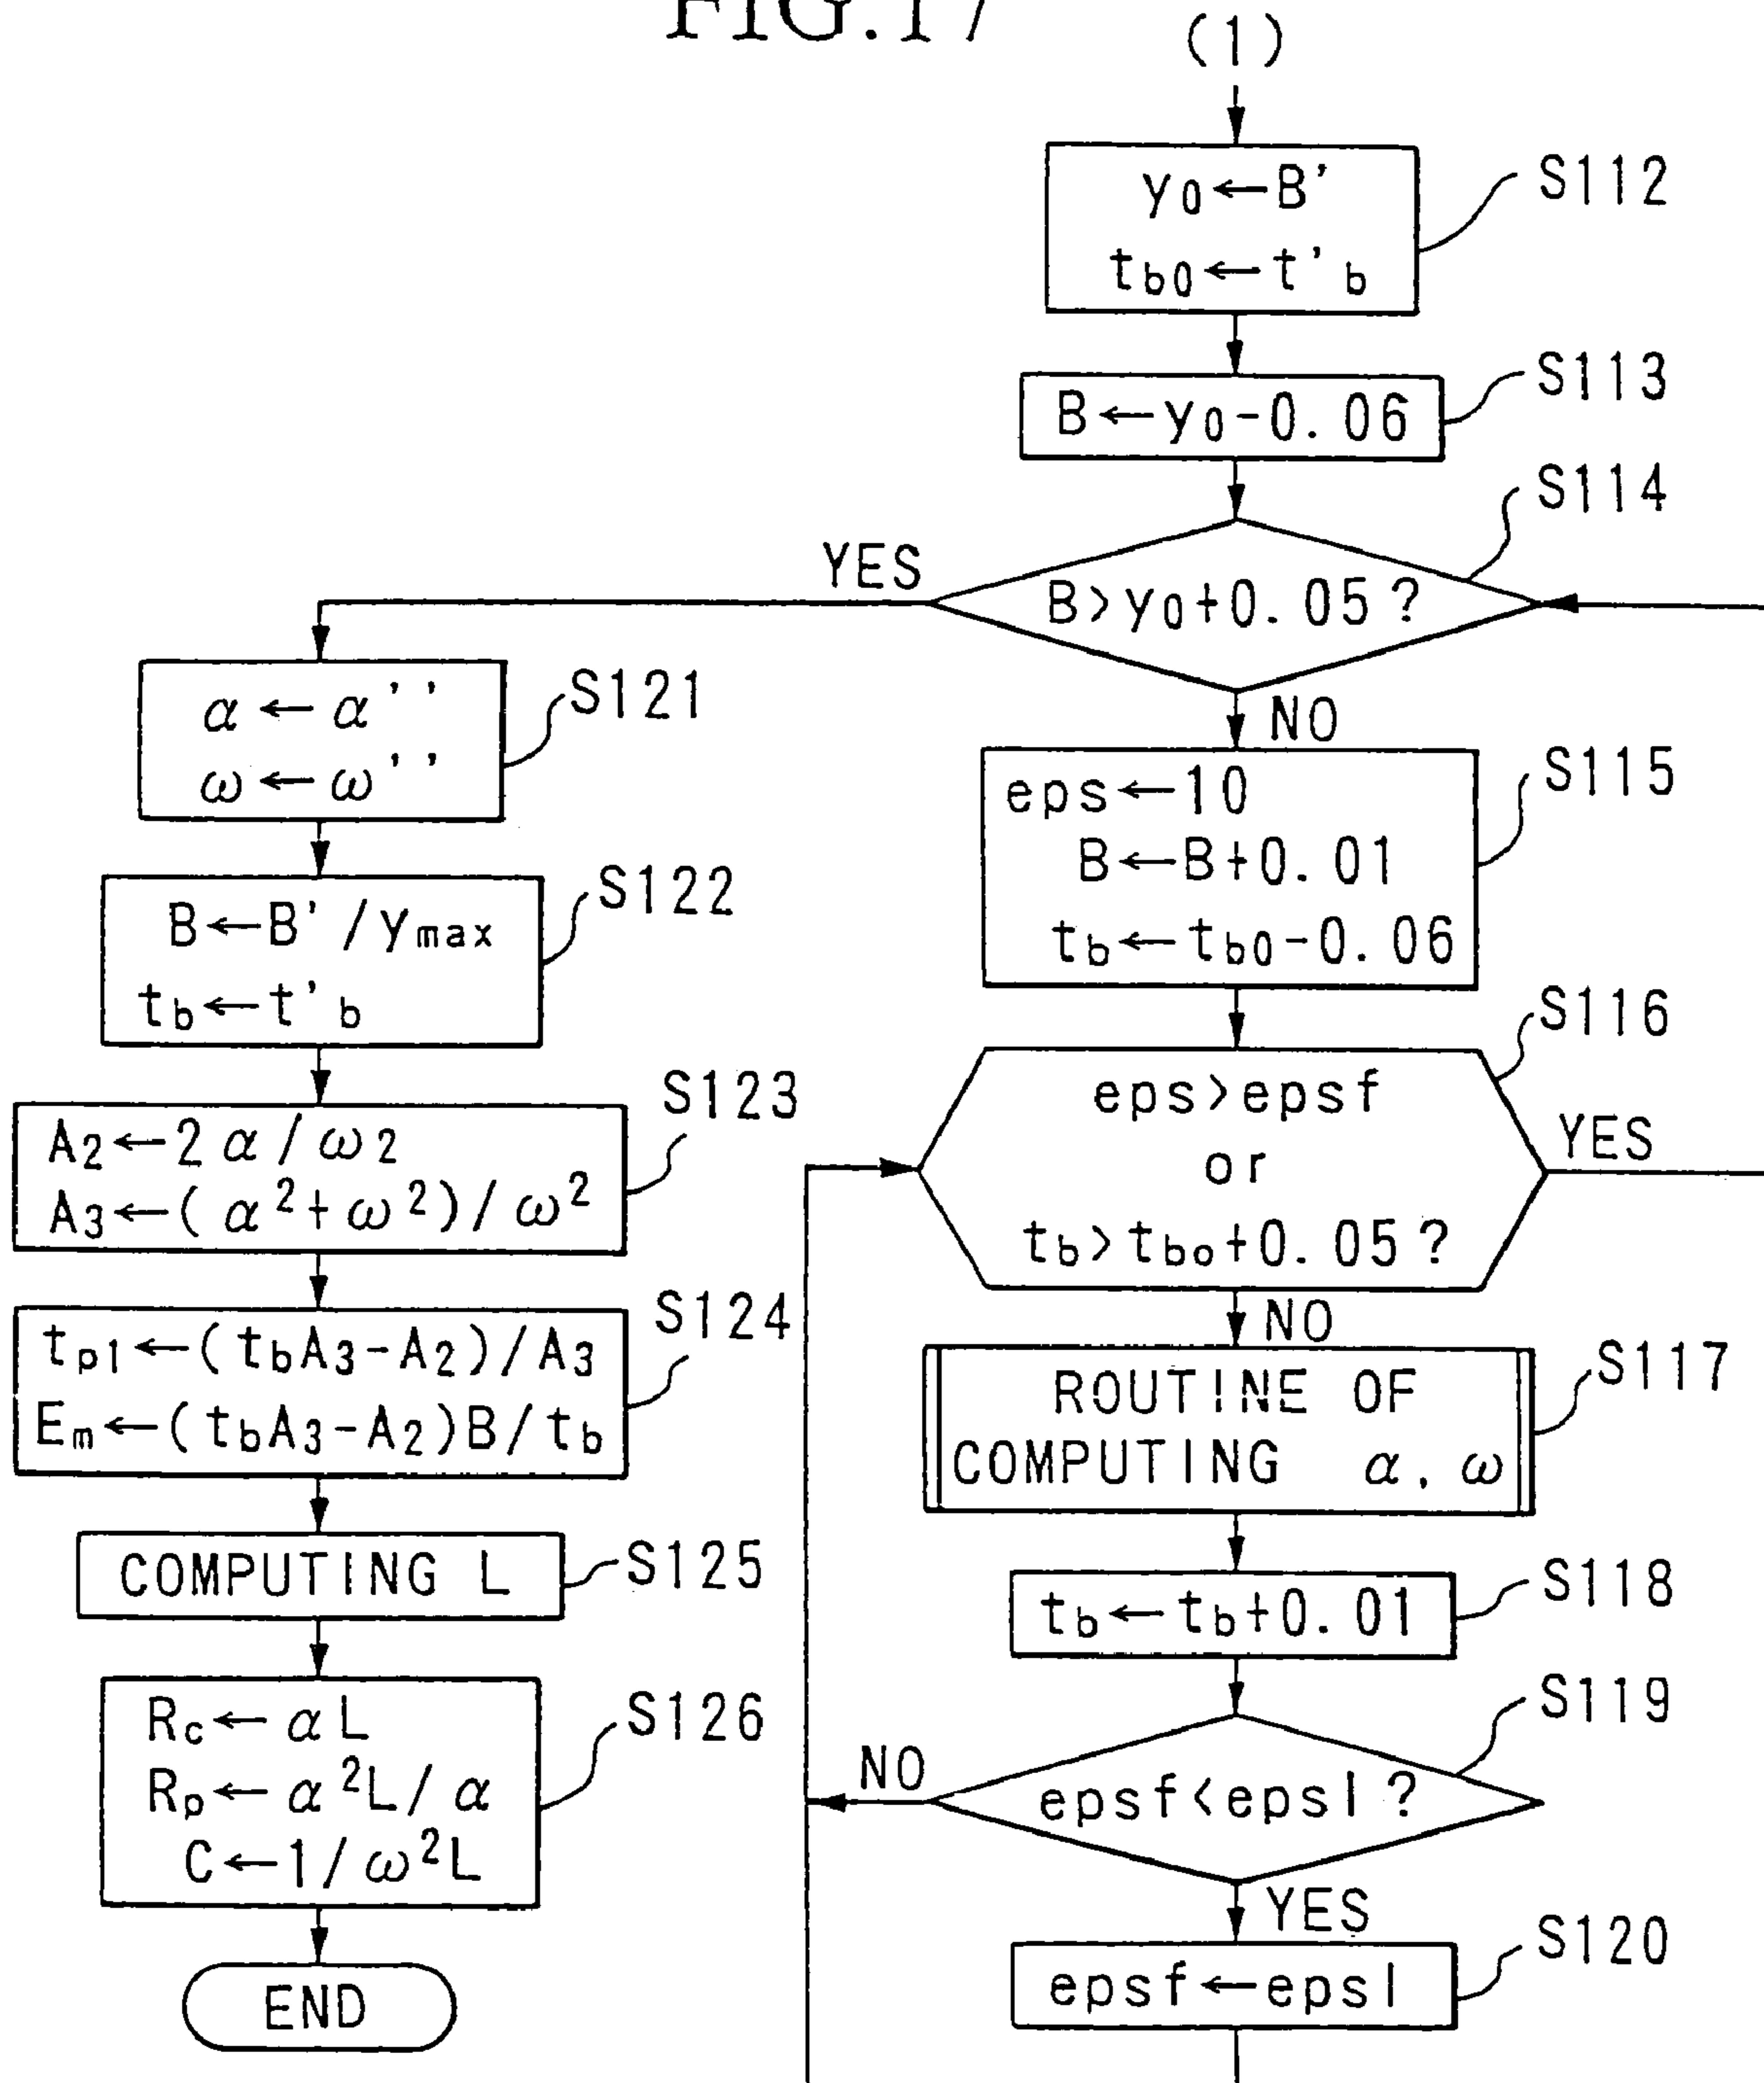 FIG.17
(1)
y0←B'
tb0←t'b
S112
B←y0-0.06
S113
B>y0+0.05?
S114
YES
NO
eps←10
B←B+0.01
tb←tb0-0.06
S115
eps>epsf
or
tb>tbo+0.05?
S116
YES
NO
ROUTINE OF
COMPUTING α, ω
S117
tb←tb+0.01
S118
epsf<epsl?
S119
NO
YES
epsf←epsl
S120
α←α''
ω←ω''
S121
B←B'/ymax
tb←t'b
S122
A2←2α/ω2
A3←(α²+ω²)/ω²
S123
tp1←(tbA3-A2)/A3
Em←(tbA3-A2)B/tb
S124
COMPUTING L
S125
Rc←αL
Rp←α²L/α
C←1/ω²L
S126
END